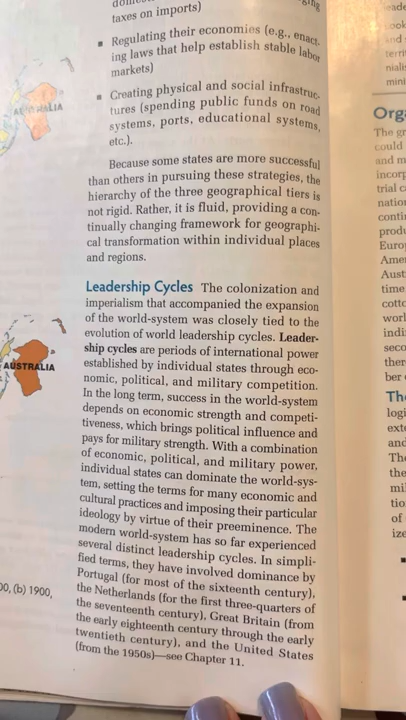 taxes on imports)
▪ Regulating their economies (e.g., enact-
ing laws that help establish stable labor
markets)
▪ Creating physical and social infrastruc-
tures (spending public funds on road
systems, ports, educational systems,
etc.).
Because some states are more successful
than others in pursuing these strategies, the
hierarchy of the three geographical tiers is
not rigid. Rather, it is fluid, providing a con-
tinually changing framework for geographi-
cal transformation within individual places
and regions.
Leadership Cycles The colonization and
imperialism that accompanied the expansion
of the world-system was closely tied to the
evolution of world leadership cycles. Leader-
ship cycles are periods of international power
established by individual states through eco-
nomic, political, and military competition.
In the long term, success in the world-system
depends on economic strength and competi-
tiveness, which brings political influence and
pays for military strength. With a combination
of economic, political, and military power,
individual states can dominate the world-sys-
tem, setting the terms for many economic and
cultural practices and imposing their particular
ideology by virtue of their preeminence. The
modern world-system has so far experienced
several distinct leadership cycles. In simpli-
fied terms, they have involved dominance by
Portugal (for most of the sixteenth century),
the Netherlands (for the first three-quarters of
the seventeenth century), Great Britain (from
the early eighteenth century through the early
twentieth century), and the United States
(from the 1950s)—see Chapter 11.
AUSTRALIA
AUSTRALIA
00, (b) 1900,
Orga
The gr
could
and m
incorp
trial c
nation
contin
produ
Europ
Amer
Aust
time
cotto
worl
indi
seco
ther
ber
The
logi
exte
and
The
the
mil
tio
of
ize